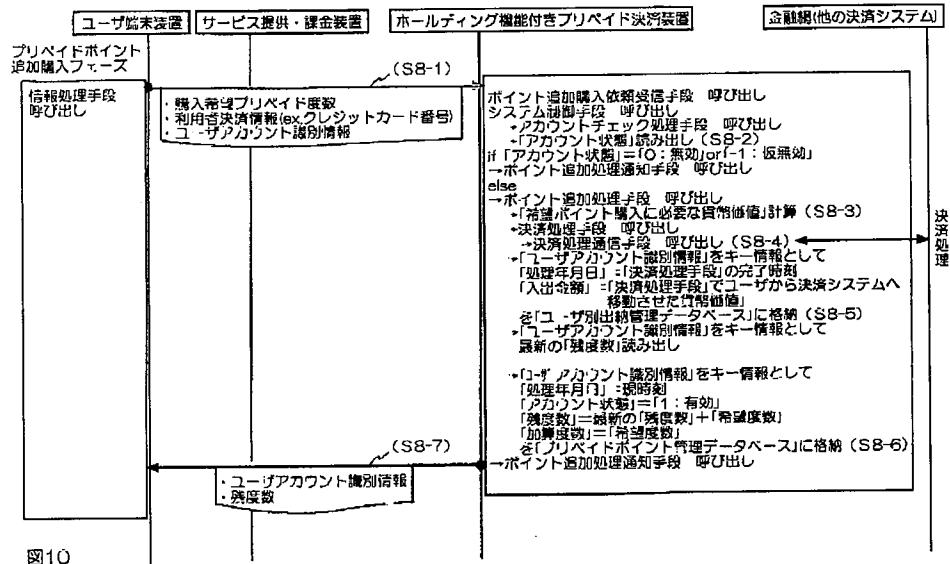 ユーザ端末装置
サービス提供・課金装置
ホールディング機能付きプリペイド決済装置
金融網(他の決済システム)
プリペイドポイント
追加購入フェーズ
情報処理手段
呼び出し
(S8-1)
・購入希望プリペイド度数
・利用者決済情報(ex.クレジットカード番号)
・ユーザアカウント識別情報
ポイント追加購入依頼受信手段 呼び出し
システム制御手段 呼び出し
→アカウントチェック処理手段 呼び出し
→「アカウント状態」読み出し(S8-2)
if「アカウント状態」=「0:無効」or「-1:仮無効」
→ポイント追加処理通知手段 呼び出し
else
→ポイント追加処理手段 呼び出し
→「希望ポイント購入に必要な貨幣価値」計算(S8-3)
→決済処理手段 呼び出し
→決済処理通信手段 呼び出し(S8-4)
決済処理
→「ユーザアカウント識別情報」をキー情報として
「処理年月日」=「決済処理手段」の完了時刻
「入出金額」=「決済処理手段」でユーザから決済システムへ
移動させた貨幣価値」
を「ユーザ別出納管理データベース」に格納(S8-5)
→「ユーザアカウント識別情報」をキー情報として
最新の「残度数」読み出し
→「ユーザアカウント識別情報」をキー情報として
「処理年月日」=現時刻
「アカウント状態」=「1:有効」
「残度数」=最新の「残度数」+「希望度数」
「加算度数」=「希望度数」
を「プリペイドポイント管理データベース」に格納(S8-6)
→ポイント追加処理通知手段 呼び出し
(S8-7)
・ユーザアカウント識別情報
・残度数
図10